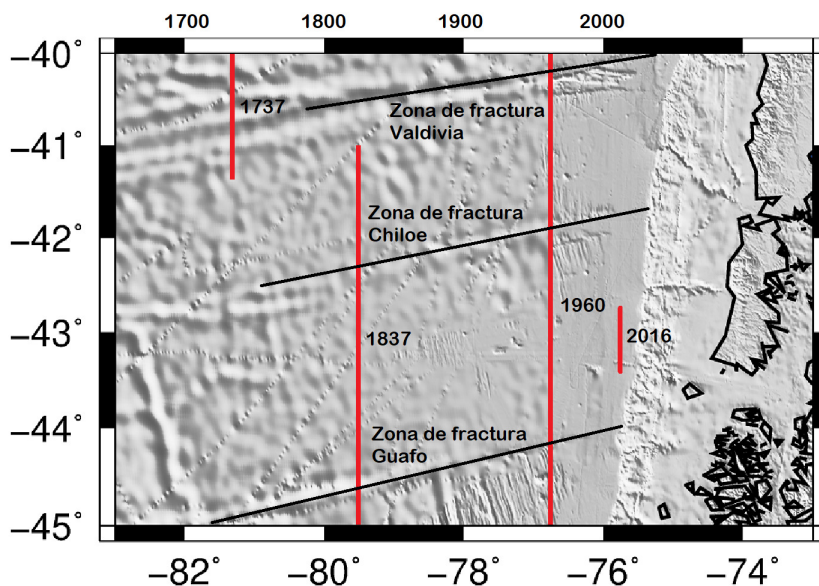 1700 1800 1900 2000
−40°
−41°
−42°
−43°
−44°
−45°
1737
Zona de fractura
Valdivia
Zona de fractura
Chiloe
1960
2016
1837
Zona de fractura
Guafo
−82 −80 −78 −76 −74